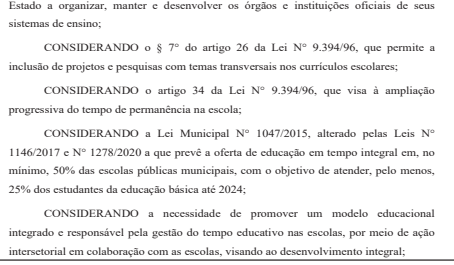 Estado a organizar, manter e desenvolver os órgãos e instituições oficiais de seus
sistemas de ensino;
CONSIDERANDO o § 7° do artigo 26 da Lei N° 9.394/96, que permite a
inclusão de projetos e pesquisas com temas transversais nos currículos escolares;
CONSIDERANDO o artigo 34 da Lei N° 9.394/96, que visa à ampliação
progressiva do tempo de permanência na escola;
CONSIDERANDO a Lei Municipal N° 1047/2015, alterado pelas Leis N°
1146/2017 e N° 1278/2020 a que prevê a oferta de educação em tempo integral em, no
mínimo, 50% das escolas públicas municipais, com o objetivo de atender, pelo menos,
25% dos estudantes da educação básica até 2024;
CONSIDERANDO a necessidade de promover um modelo educacional
integrado e responsável pela gestão do tempo educativo nas escolas, por meio de ação
intersetorial em colaboração com as escolas, visando ao desenvolvimento integral;